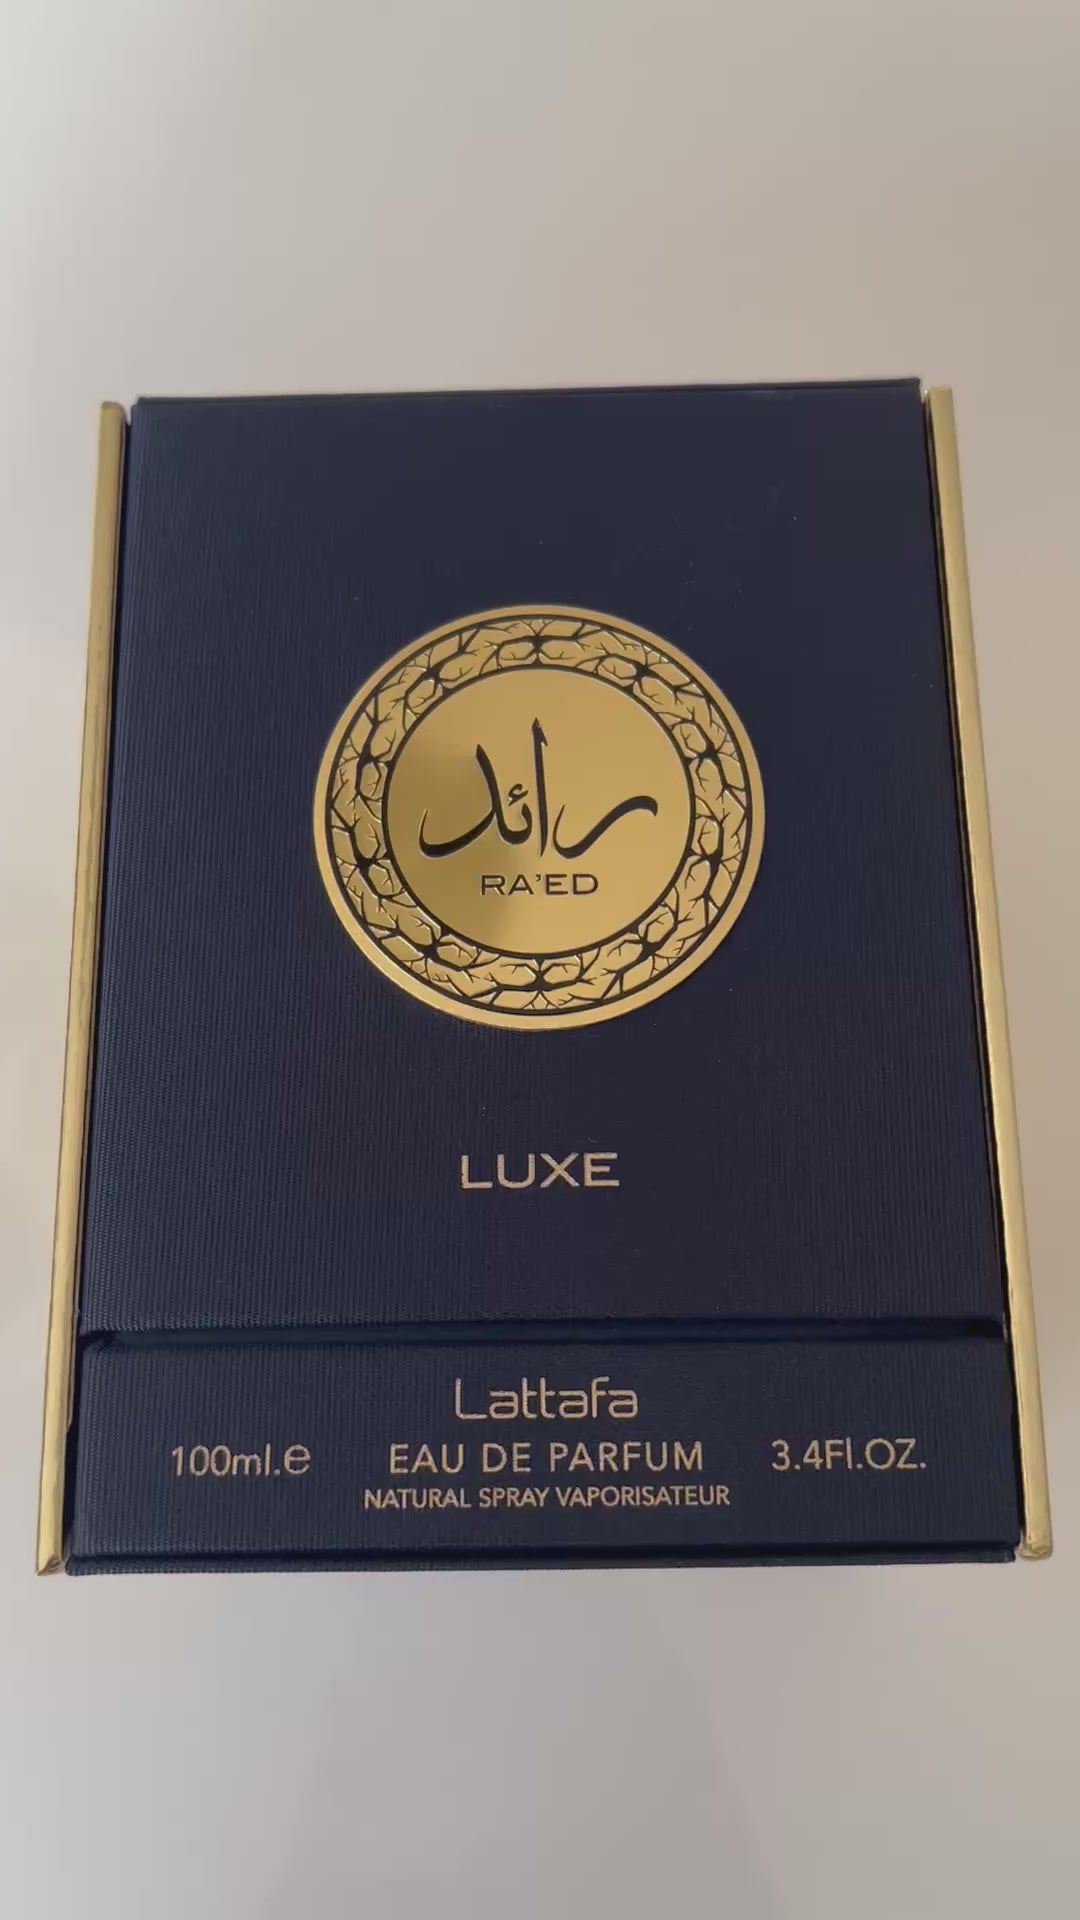 رائد
RA'ED
LUXE
Lattafa
100ml.e EAU DE PARFUM 3.4Fl.OZ.
NATURAL SPRAY VAPORISATEUR